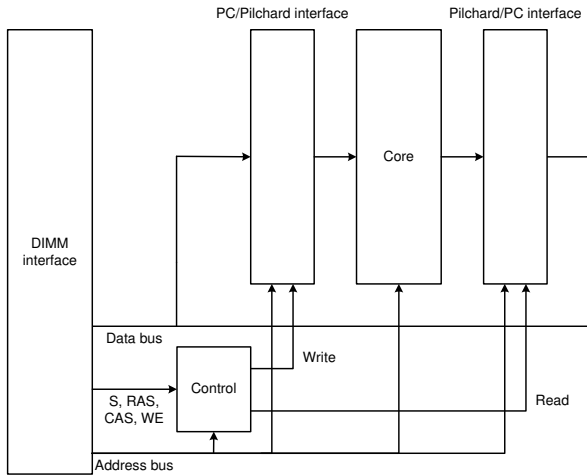 PC/Pilchard interface
Pilchard/PC interface
Core
DIMM
interface
Data bus
Write
Control
S, RAS,
CAS, WE
Read
Address bus